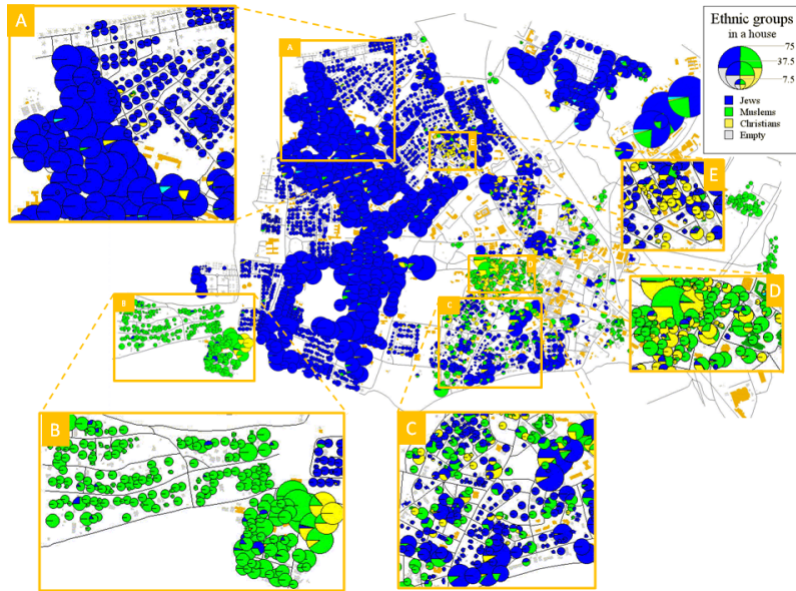 A
A
Ethnic groups
in a house
75
37.5
7.5
Jews
Muslems
Christians
Empty
E
B
C
D
B
C